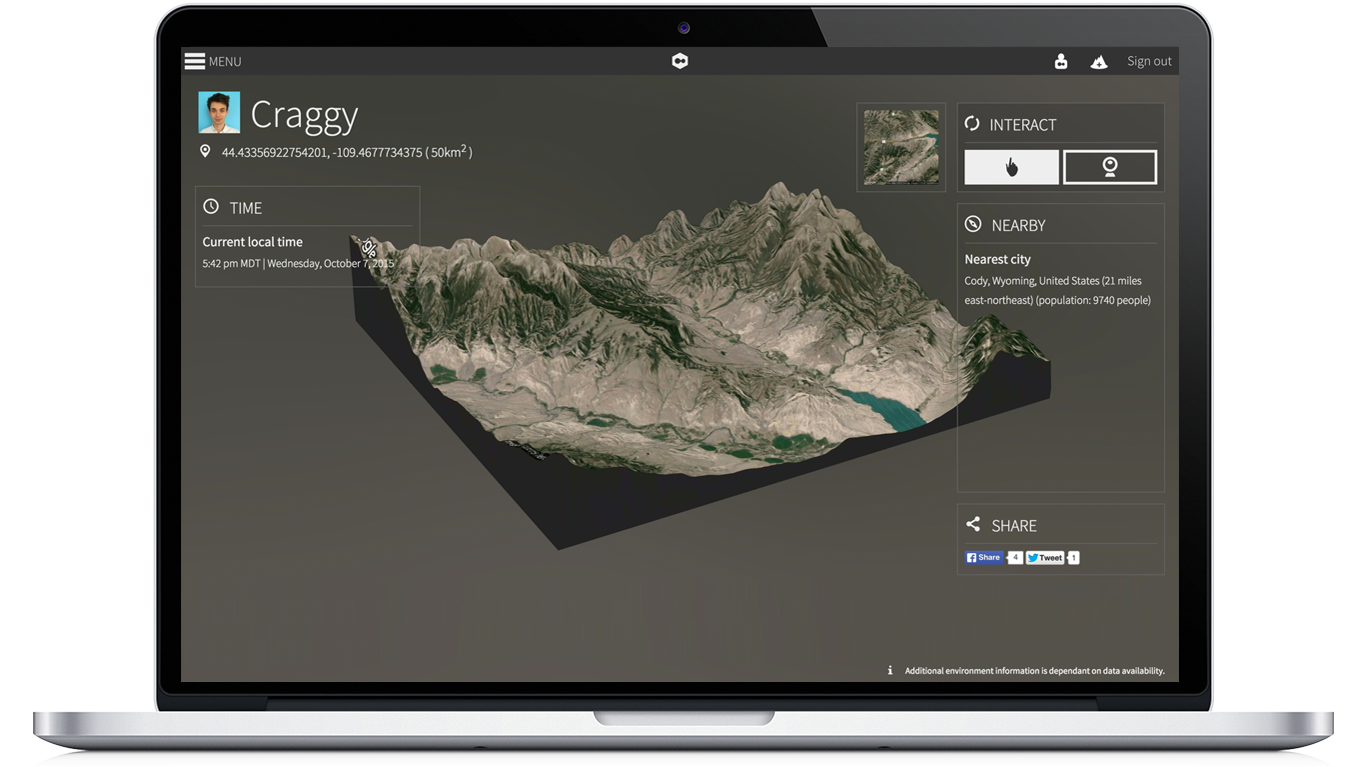 MENU
Sign out
Craggy
44.43356922754201, -109.4677734375 ( 50km2 )
TIME
Current local time
5:42 pm MDT | Wednesday, October 7, 2015
INTERACT
NEARBY
Nearest city
Cody, Wyoming, United States (21 miles
east-northeast) (population: 9740 people)
SHARE
Share 4 Tweet 1
Additional environment information is dependant on data availability.